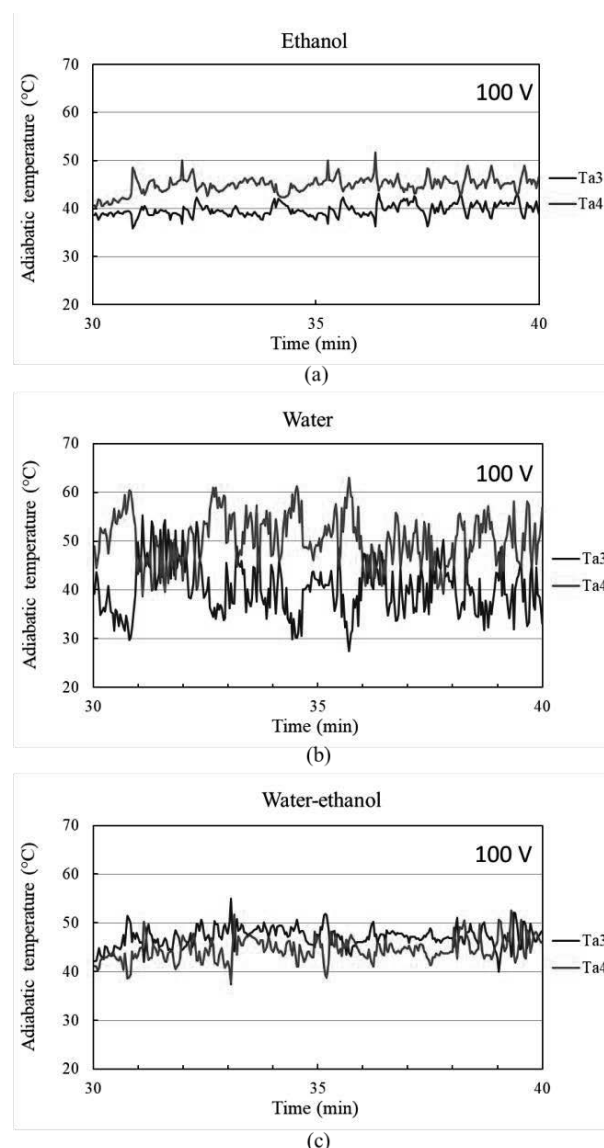 Ethanol
70
100 V
60
50
40
30
20
30
35
40
Adiabatic temperature (°C)
Time (min)
Ta3
Ta4
(a)
Water
70
100 V
60
50
40
30
20
30
35
40
Adiabatic temperature (°C)
Time (min)
Ta3
Ta4
(b)
Water-ethanol
70
100 V
60
50
40
30
20
30
35
40
Adiabatic temperature (°C)
Time (min)
Ta3
Ta4
(c)